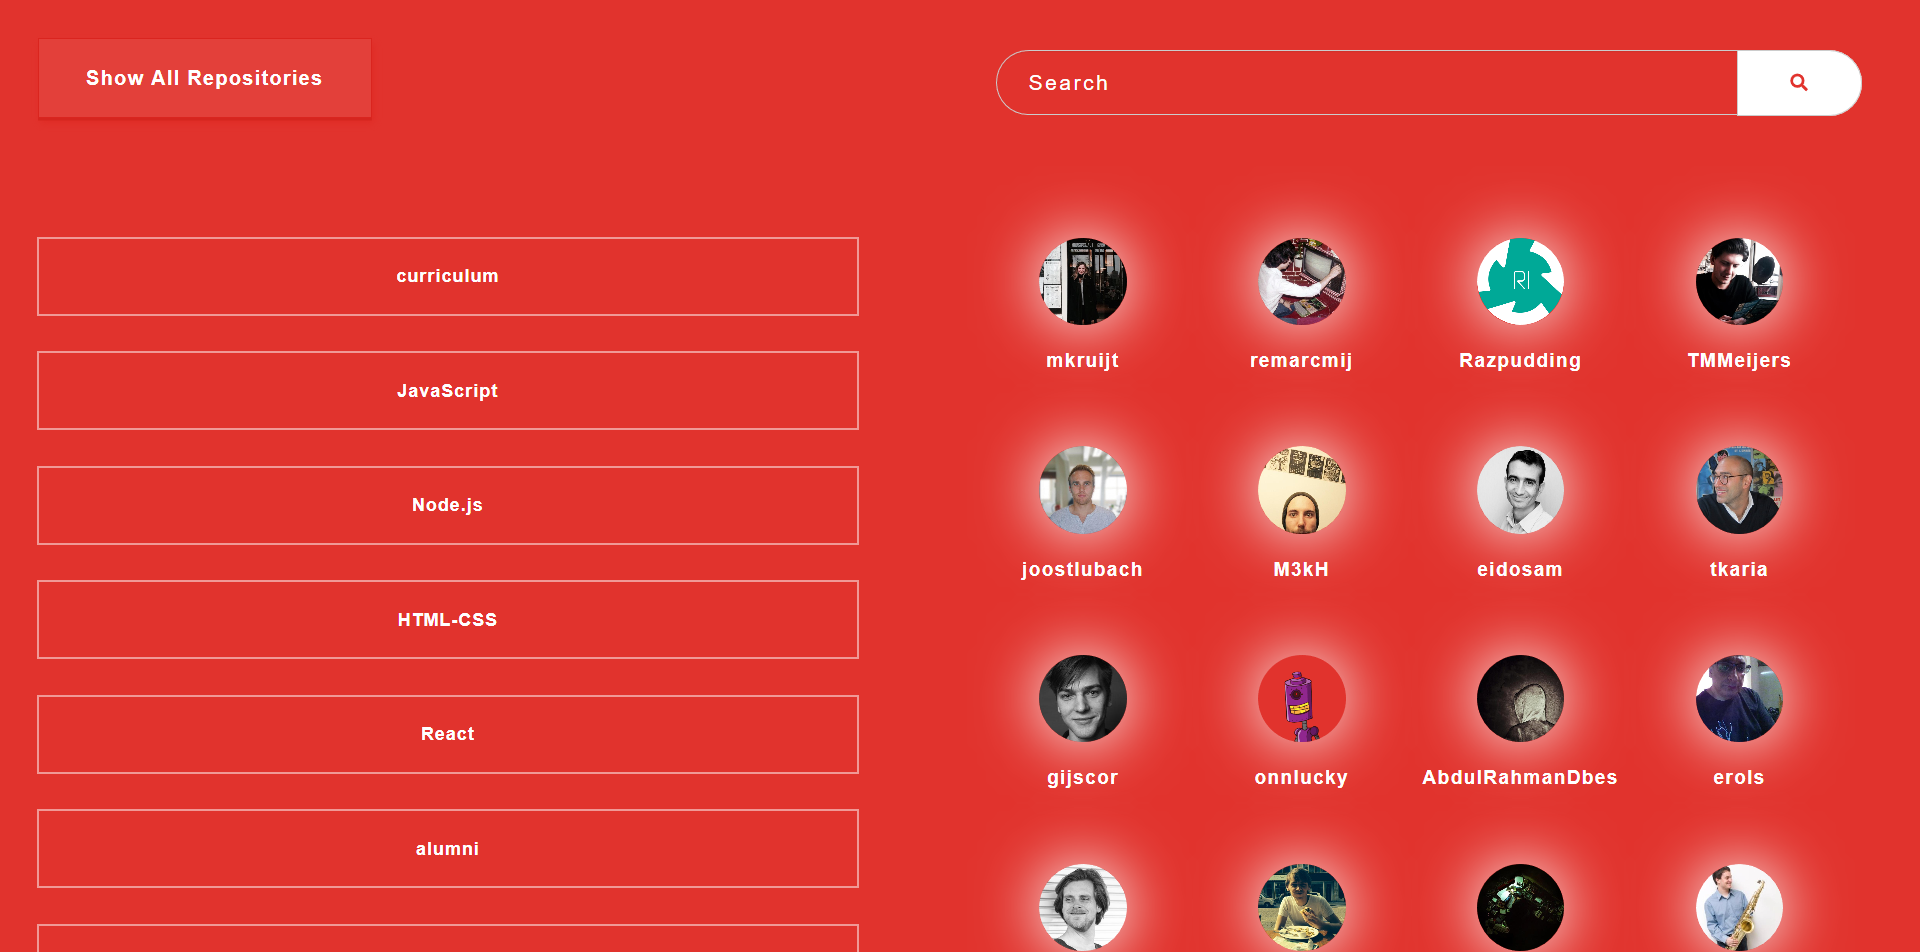 Show All Repositories
Search
curriculum
JavaScript
Node.js
HTML-CSS
React
alumni
RI
mkruijt
remarcmij
Razpudding
TMMeijers
joostlubach
M3kH
eidosam
tkaria
gijscor
onnlucky
AbdulRahmanDbes
erols